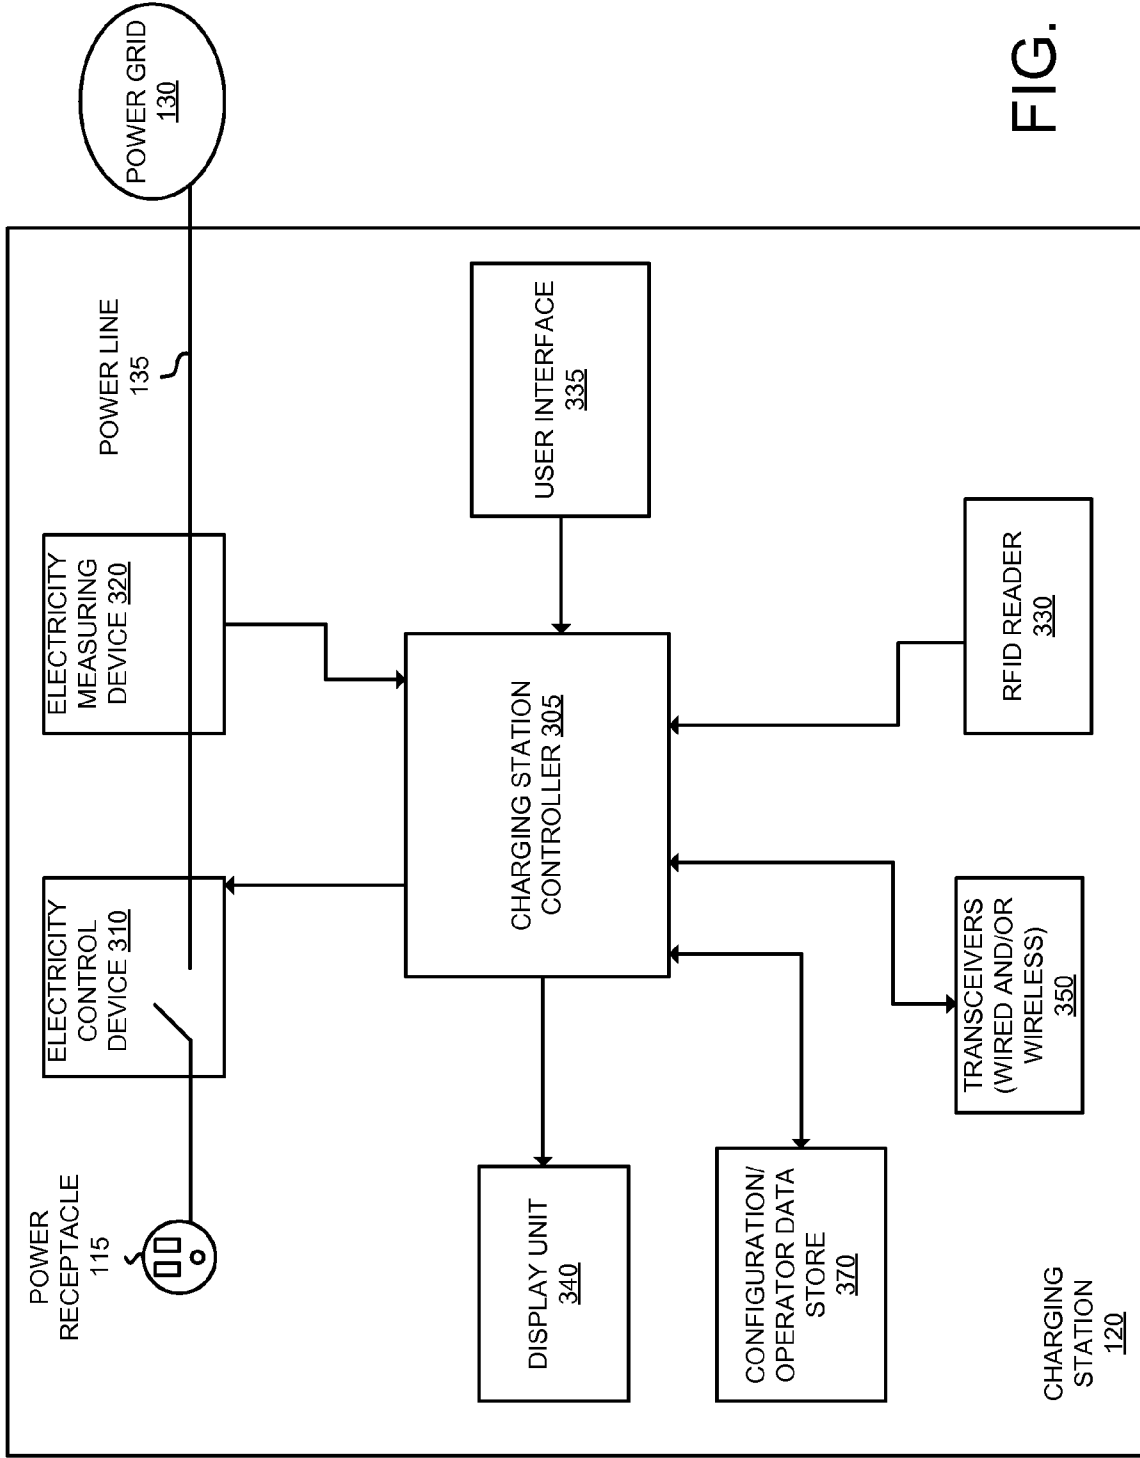 POWER
RECEPTACLE
115
ELECTRICITY
CONTROL
DEVICE 310
ELECTRICITY
MEASURING
DEVICE 320
POWER LINE
135
POWER GRID
130
DISPLAY UNIT
340
CHARGING STATION
CONTROLLER 305
USER INTERFACE
335
CONFIGURATION/
OPERATOR DATA
STORE
370
TRANSCEIVERS
(WIRED AND/OR
WIRELESS)
350
RFID READER
330
CHARGING
STATION
120
FIG.